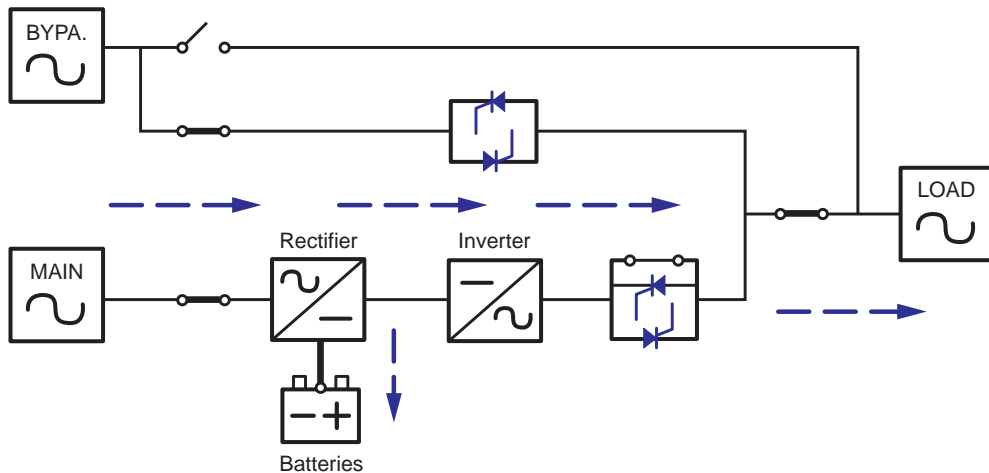 BYPA.
LOAD
Rectifier
Inverter
MAIN
Batteries